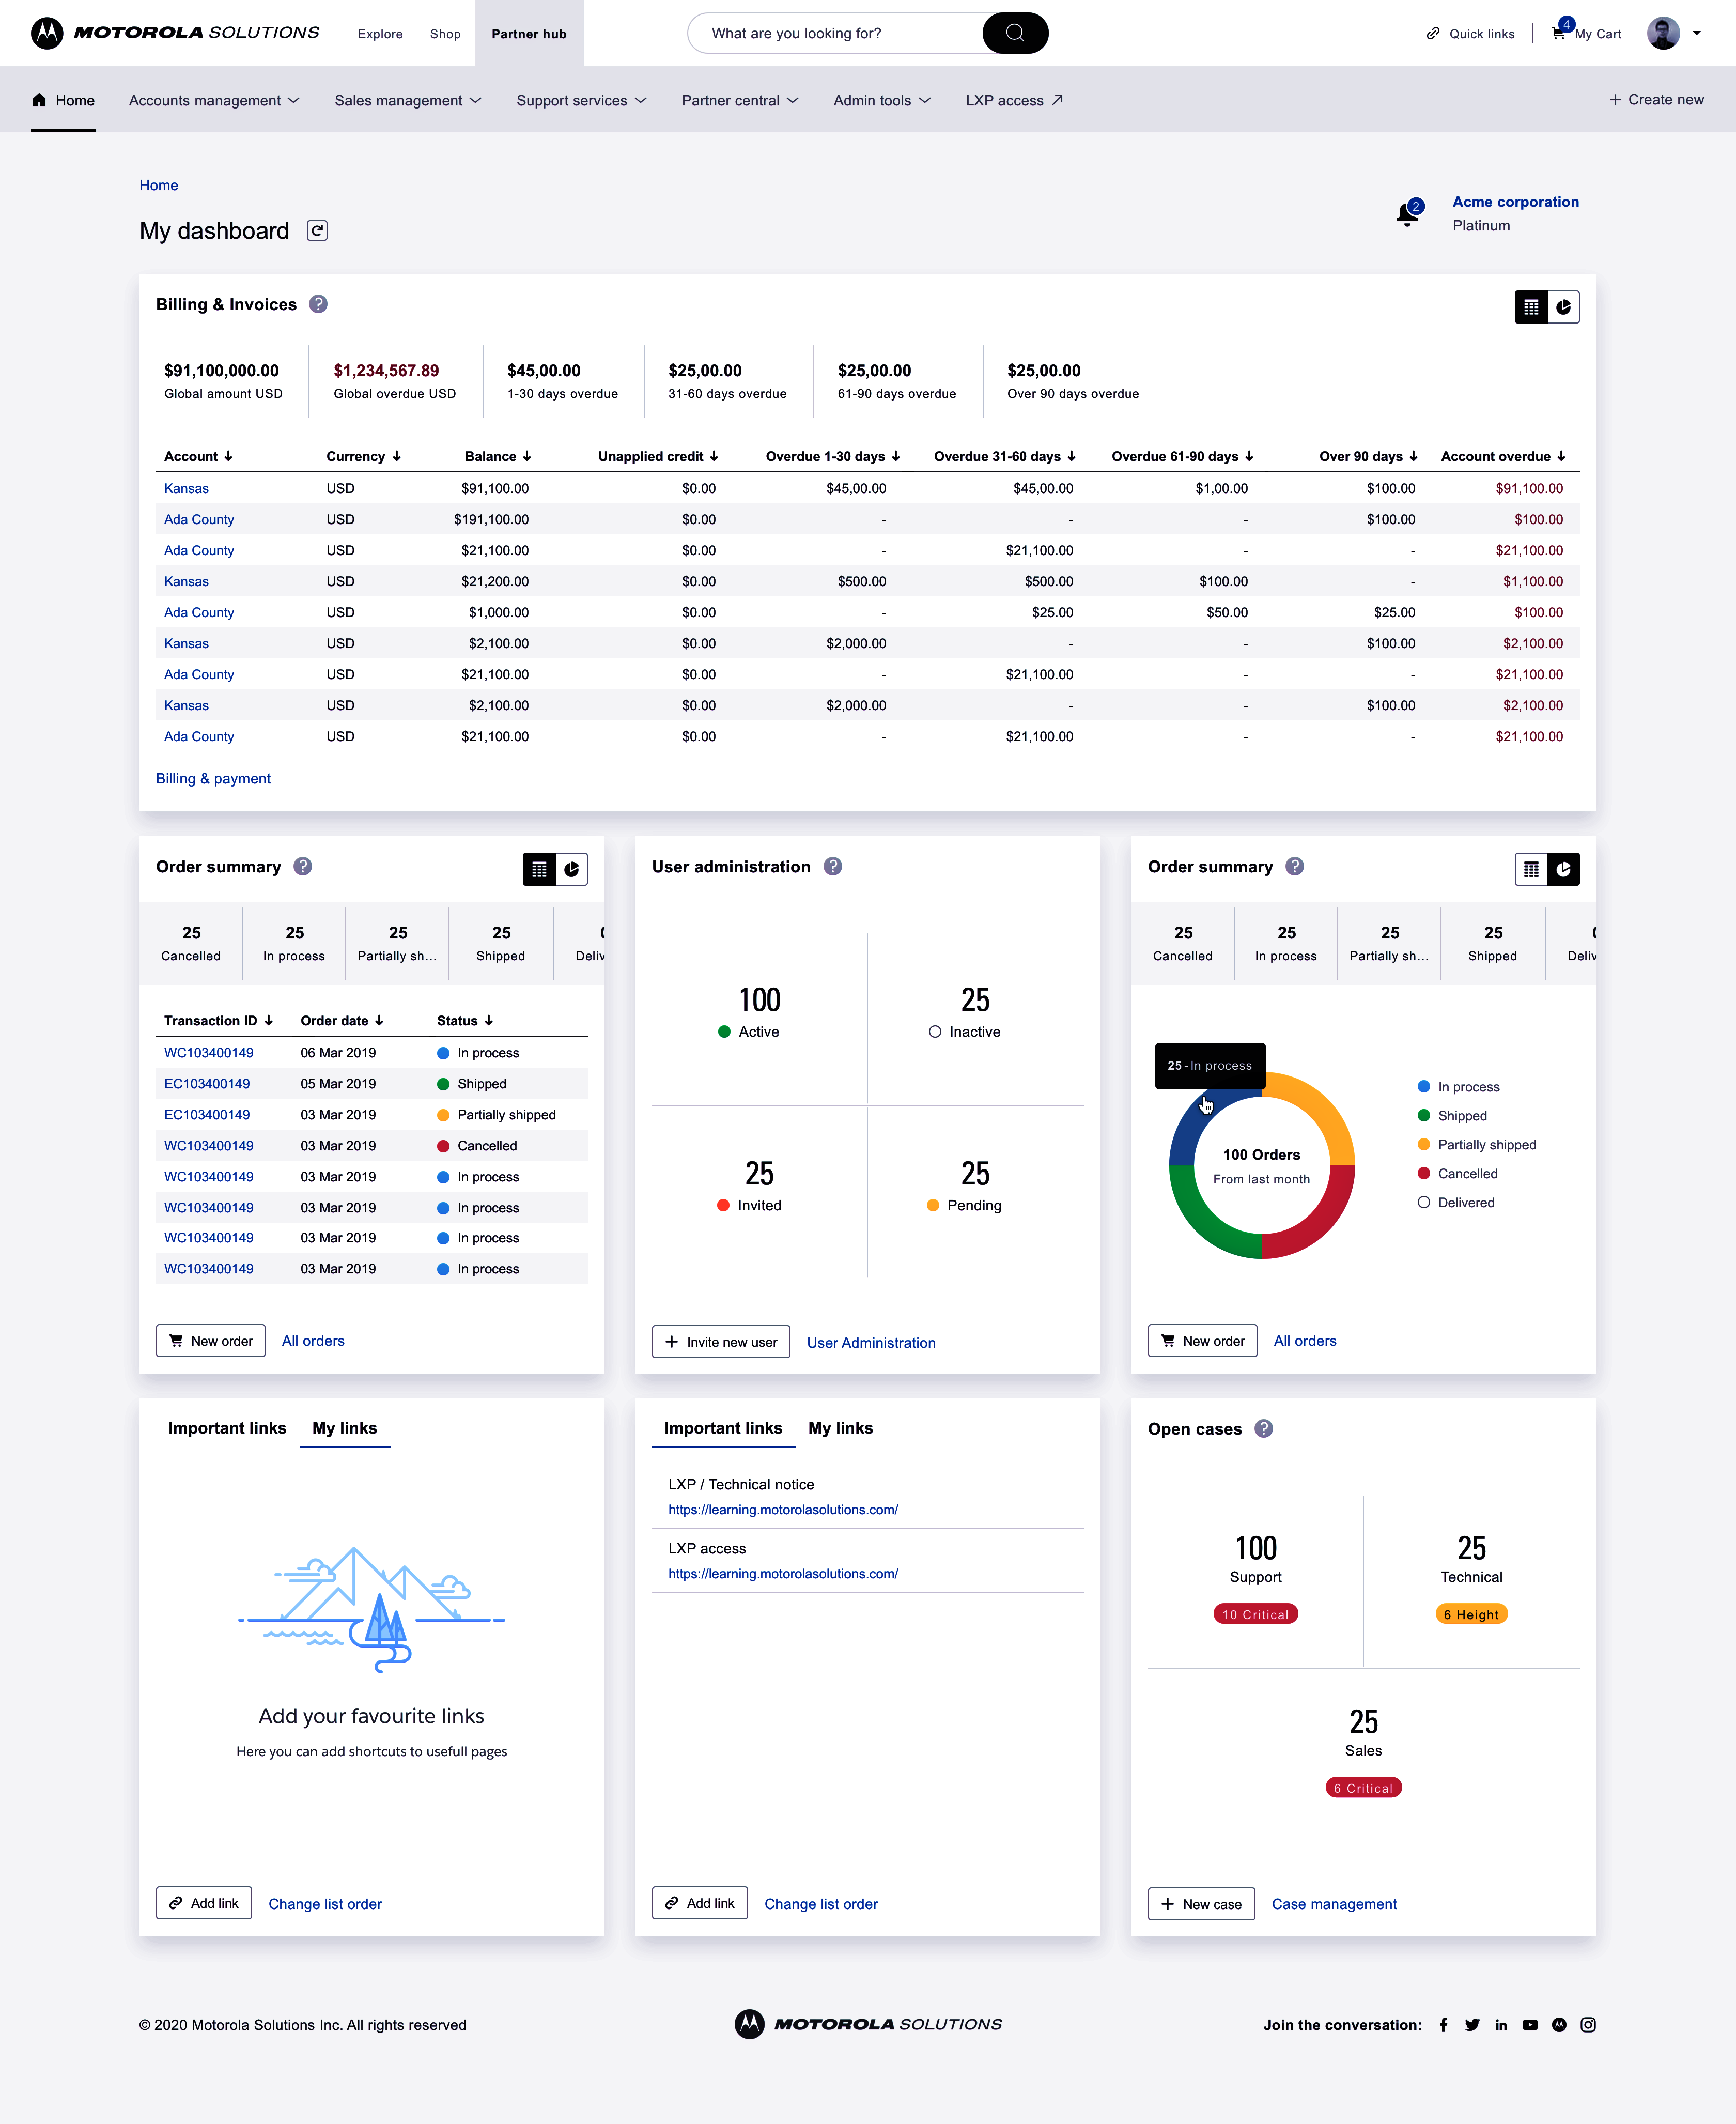 MOTOROLA SOLUTIONS
Explore
Shop
Partner hub
What are you looking for?
Quick links
4
My Cart
Home
Accounts management
Sales management
Support services
Partner central
Admin tools
LXP access
Create new
Home
My dashboard
2
Acme corporation
Platinum
Billing & Invoices ?
$91,100,000.00
Global amount USD
$1,234,567.89
Global overdue USD
$45,00.00
1-30 days overdue
$25,00.00
31-60 days overdue
$25,00.00
61-90 days overdue
$25,00.00
Over 90 days overdue
Account Currency Balance Unapplied credit Overdue 1-30 days Overdue 31-60 days Overdue 61-90 days Over 90 days Account overdue
Kansas USD $91,100.00 $0.00 $45,00.00 $45,00.00 $1,00.00 $100.00 $91,100.00
Ada County USD $191,100.00 $0.00 - - - $100.00 $100.00
Ada County USD $21,100.00 $0.00 - $21,100.00 - - $21,100.00
Kansas USD $21,200.00 $0.00 $500.00 $500.00 $100.00 - $1,100.00
Ada County USD $1,000.00 $0.00 - $25.00 $50.00 $25.00 $100.00
Kansas USD $2,100.00 $0.00 $2,000.00 - - $100.00 $2,100.00
Ada County USD $21,100.00 $0.00 - $21,100.00 - - $21,100.00
Kansas USD $2,100.00 $0.00 $2,000.00 - - $100.00 $2,100.00
Ada County USD $21,100.00 $0.00 - $21,100.00 - - $21,100.00
Billing & payment
Order summary ?
25
Cancelled
25
In process
25
Partially sh...
25
Shipped
Deliv
Transaction ID Order date Status
WC103400149 06 Mar 2019 In process
EC103400149 05 Mar 2019 Shipped
EC103400149 03 Mar 2019 Partially shipped
WC103400149 03 Mar 2019 Cancelled
WC103400149 03 Mar 2019 In process
WC103400149 03 Mar 2019 In process
WC103400149 03 Mar 2019 In process
WC103400149 03 Mar 2019 In process
New order
All orders
User administration ?
100
Active
25
Inactive
25
Invited
25
Pending
Invite new user
User Administration
Order summary ?
25
Cancelled
25
In process
25
Partially sh...
25
Shipped
Deliv
25 - In process
100 Orders
From last month
In process
Shipped
Partially shipped
Cancelled
Delivered
New order
All orders
Important links
My links
Add your favourite links
Here you can add shortcuts to usefull pages
Add link
Change list order
Important links
My links
LXP / Technical notice
https://learning.motorolasolutions.com/
LXP access
https://learning.motorolasolutions.com/
Add link
Change list order
Open cases ?
100
Support
10 Critical
25
Technical
6 Height
25
Sales
6 Critical
New case
Case management
© 2020 Motorola Solutions Inc. All rights reserved
MOTOROLA SOLUTIONS
Join the conversation: